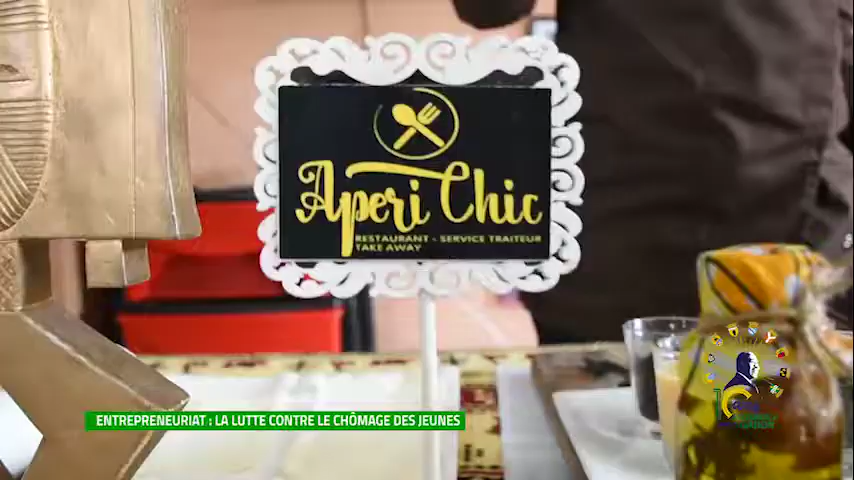 Aperi Chic
RESTAURANT - SERVICE TRAITEUR
TAKE AWAY
ENTREPRENEURIAT : LA LUTTE CONTRE LE CHÔMAGE DES JEUNES